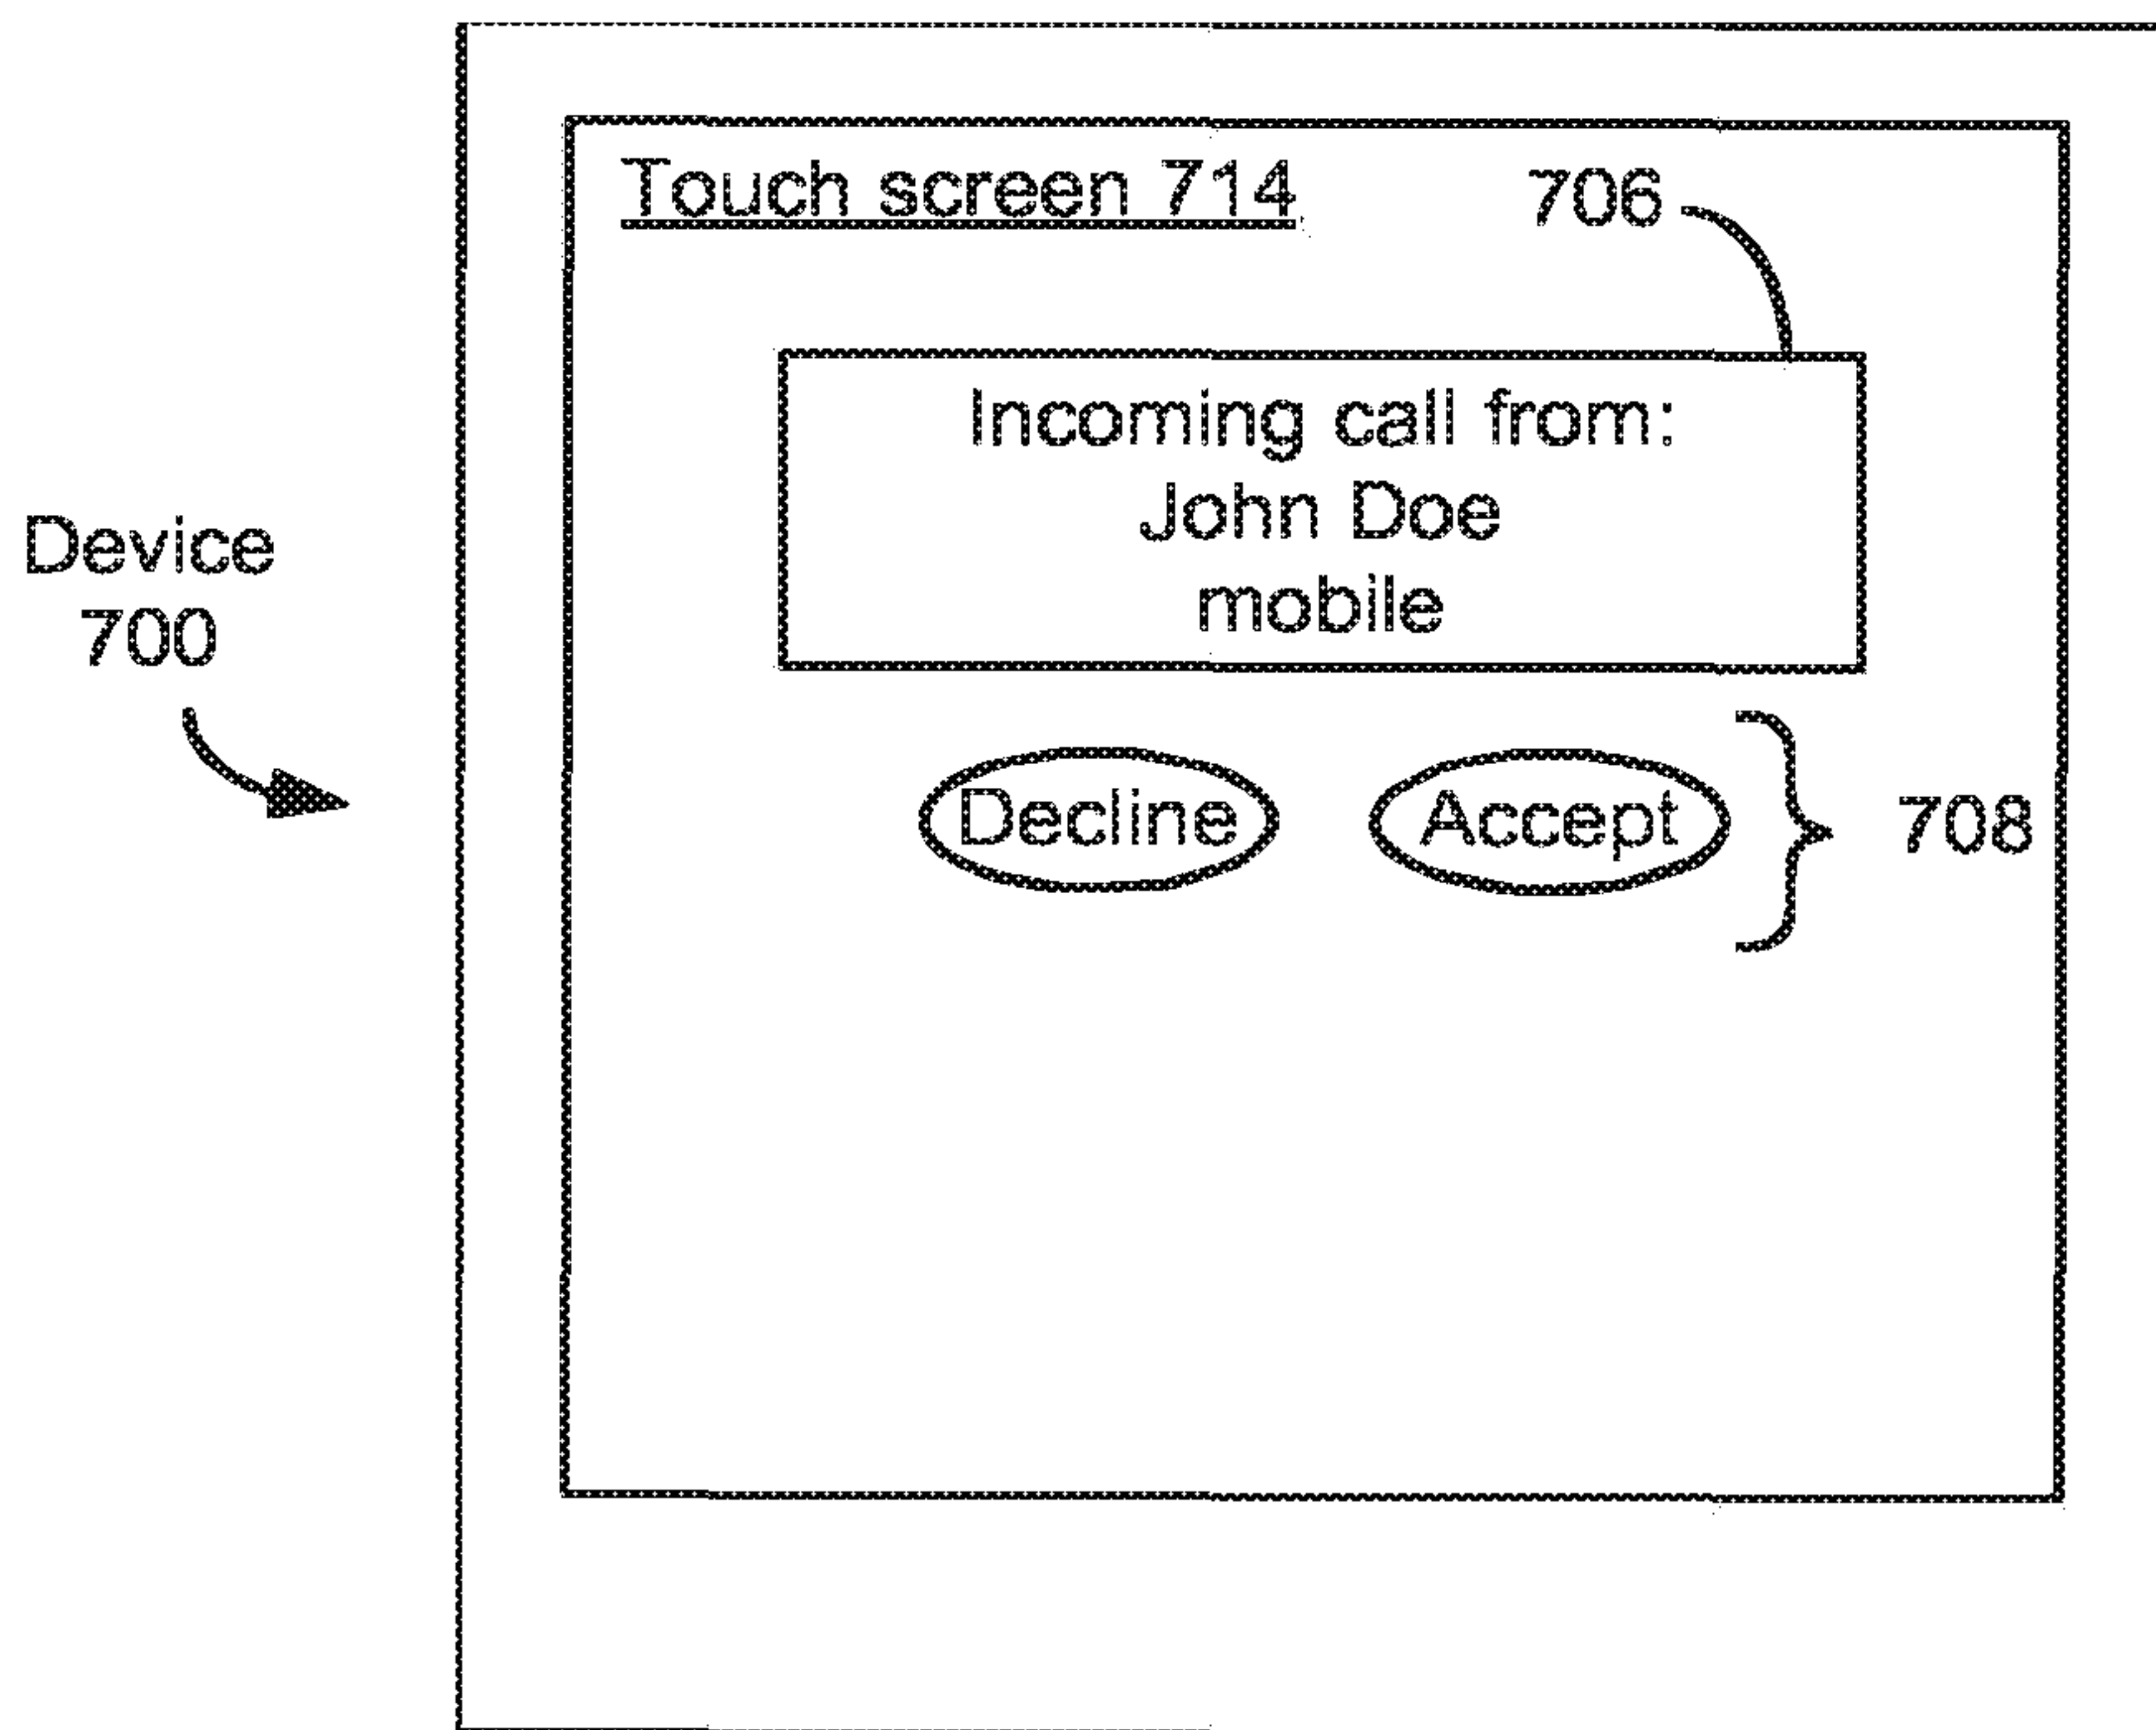 Touch screen 714
706
Incoming call from:
John Doe
mobile
Device
700
Decline
Accept
708